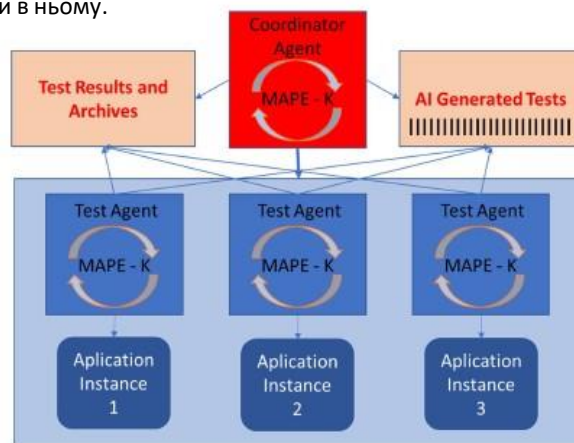 и в ньому.
Coordinator
Agent
MAPE - K
Test Results and
Archives
AI Generated Tests
Test Agent
MAPE - K
Test Agent
MAPE - K
Test Agent
MAPE - K
Aplication
Instance
1
Aplication
Instance
2
Aplication
Instance
3